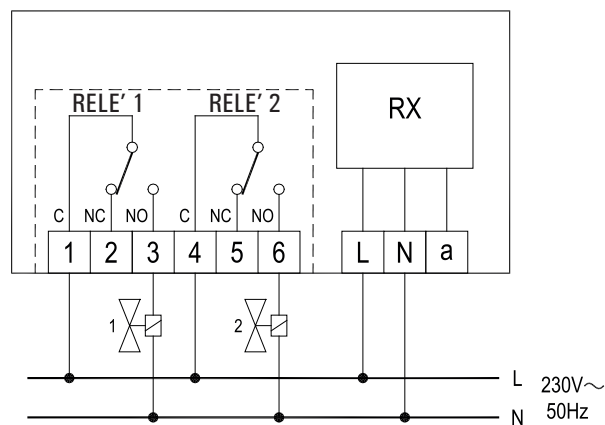 RELE' 1 RELE' 2 RX
C NC NO C NC NO
1 2 3 4 5 6 L N a
1 2
L 230V~
N 50Hz